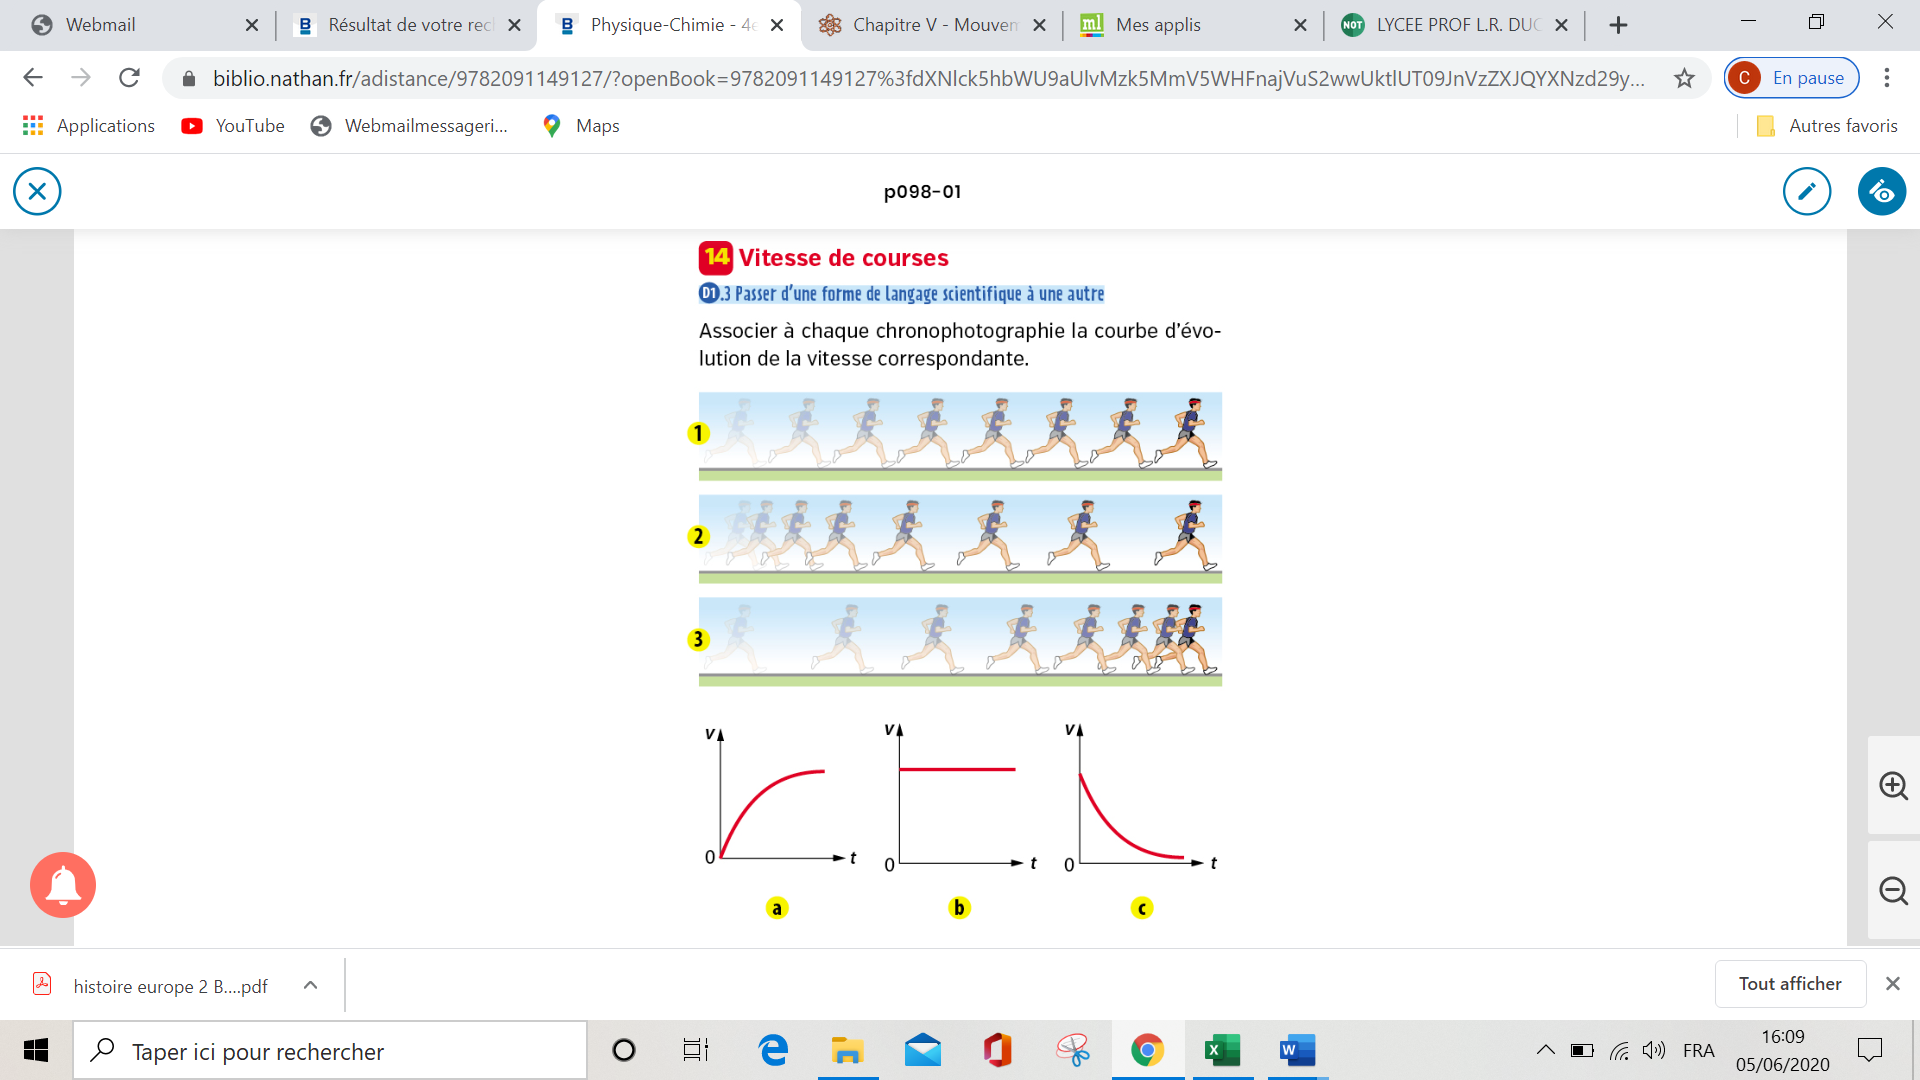 Webmail
Résultat de votre rech
Physique-Chimie - 4e
Chapitre V - Mouvem
Mes applis
NOT
LYCEE PROF L.R. DUC
biblio.nathan.fr/adistance/9782091149127/?openBook=9782091149127%3fdXNlck5hbWU9aUlvMzk5MmV5WHFnajVuS2wwUktlUT09JnVzZXJQYXNzd29y...
C En pause
Applications
YouTube
Webmailmessageri...
Maps
Autres favoris
p098-01
14 Vitesse de courses
D1.3 Passer d'une forme de langage scientifique à une autre
Associer à chaque chronophotographie la courbe d'évo-
lution de la vitesse correspondante.
1
2
3
v
0
t
a
v
0
t
b
v
0
t
c
histoire europe 2 B....pdf
Tout afficher
Taper ici pour rechercher
FRA
16:09
05/06/2020